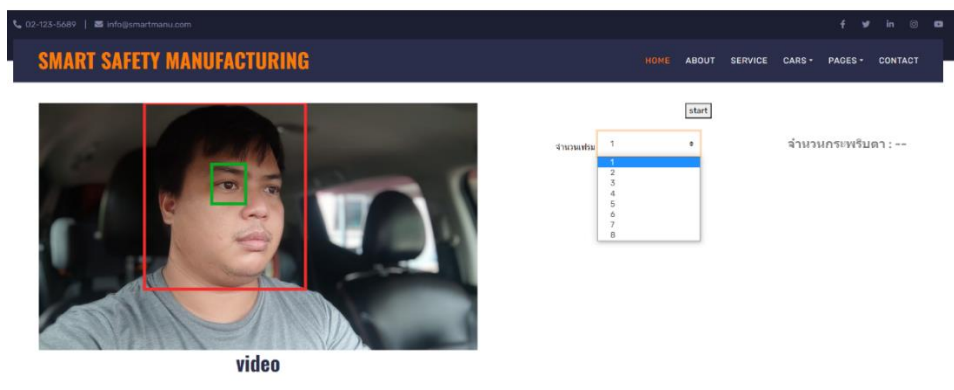 02-123-5689 | info@smartmanu.com
SMART SAFETY MANUFACTURING
HOME ABOUT SERVICE CARS PAGES CONTACT
start
จำนวนเฟรม 1
จำนวนกระพริบตา : --
1
2
3
4
5
6
7
8
video